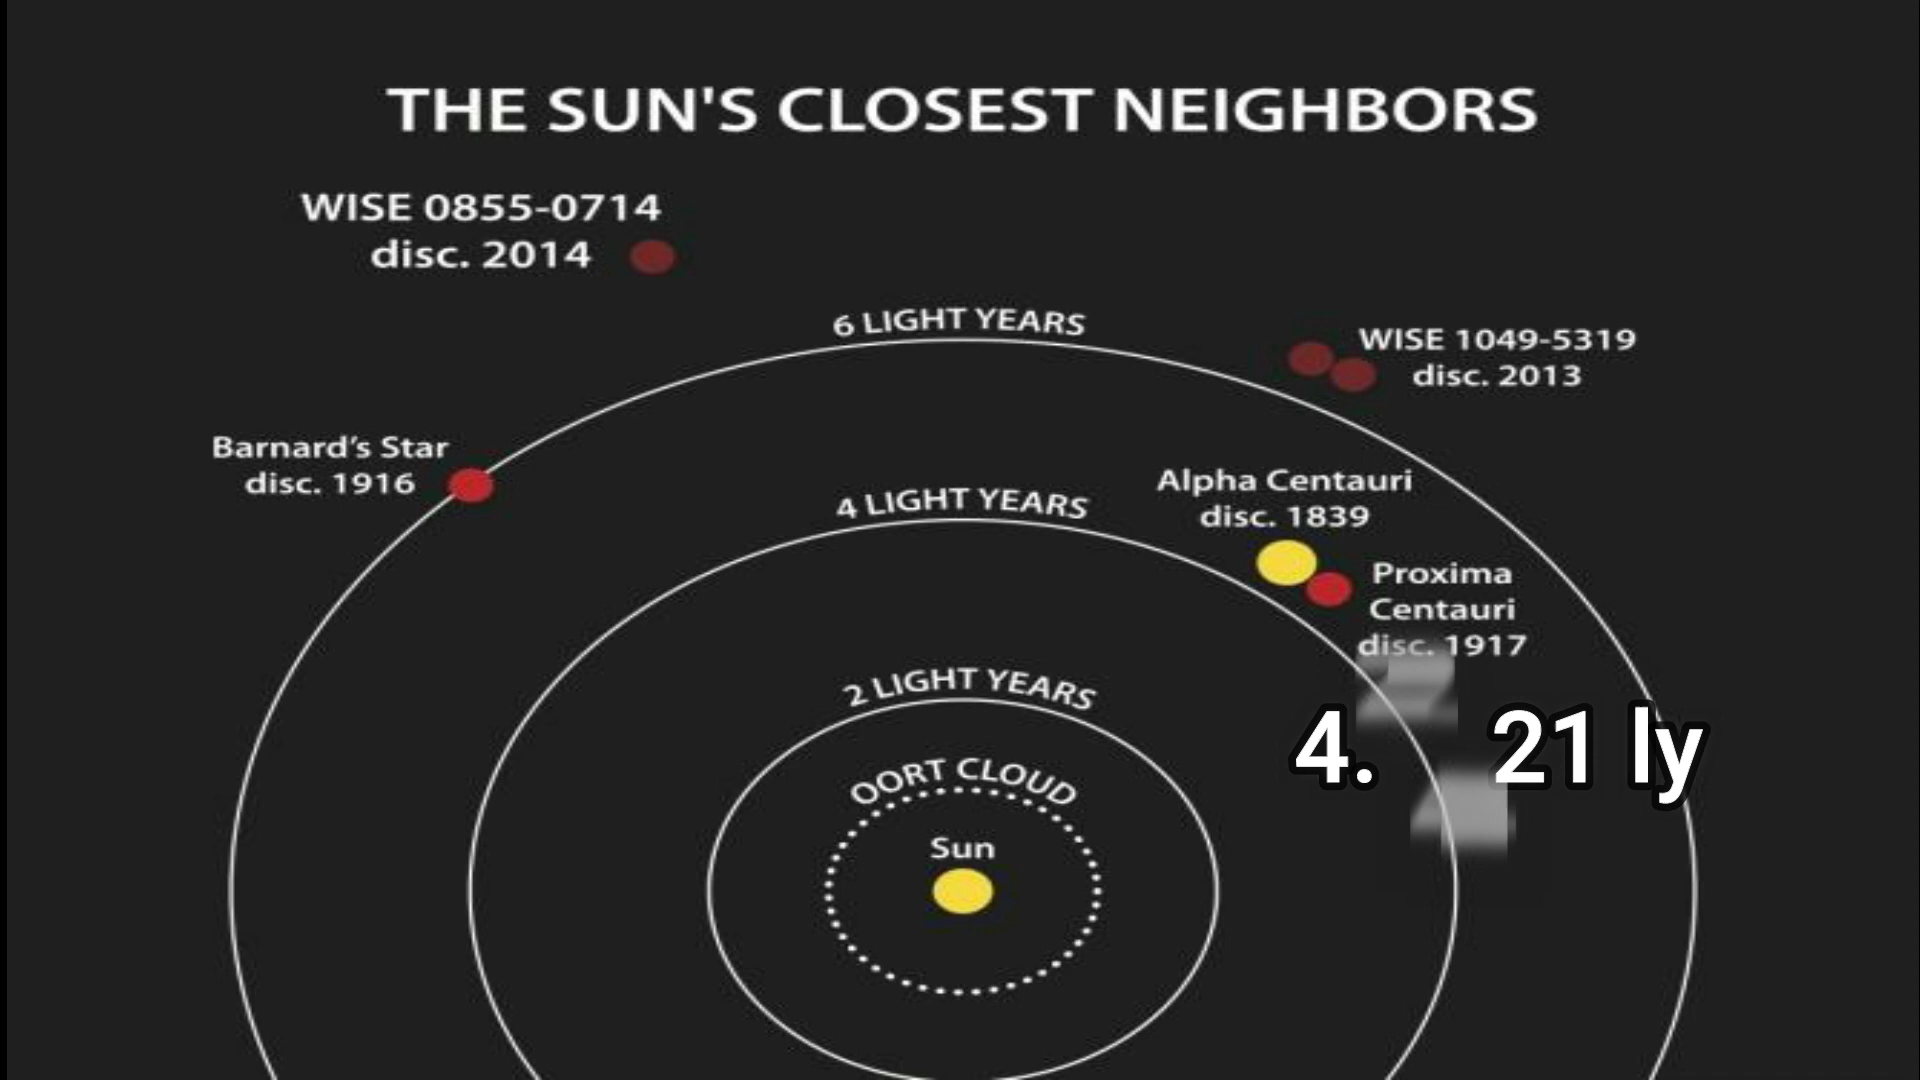 THE SUN'S CLOSEST NEIGHBORS
WISE 0855-0714
disc. 2014
6 LIGHT YEARS
WISE 1049-5319
disc. 2013
Barnard's Star
disc. 1916
4 LIGHT YEARS
Alpha Centauri
disc. 1839
Proxima
Centauri
disc. 1917
2 LIGHT YEARS
4. 21 ly
OORT CLOUD
Sun